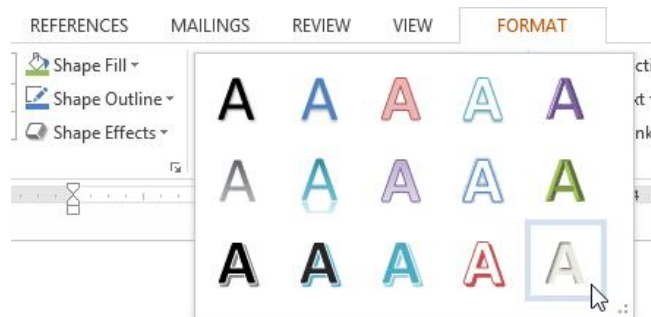 REFERENCES MAILINGS REVIEW VIEW FORMAT
Shape Fill
Shape Outline
Shape Effects
A A A A A
A A A A A
A A A A A